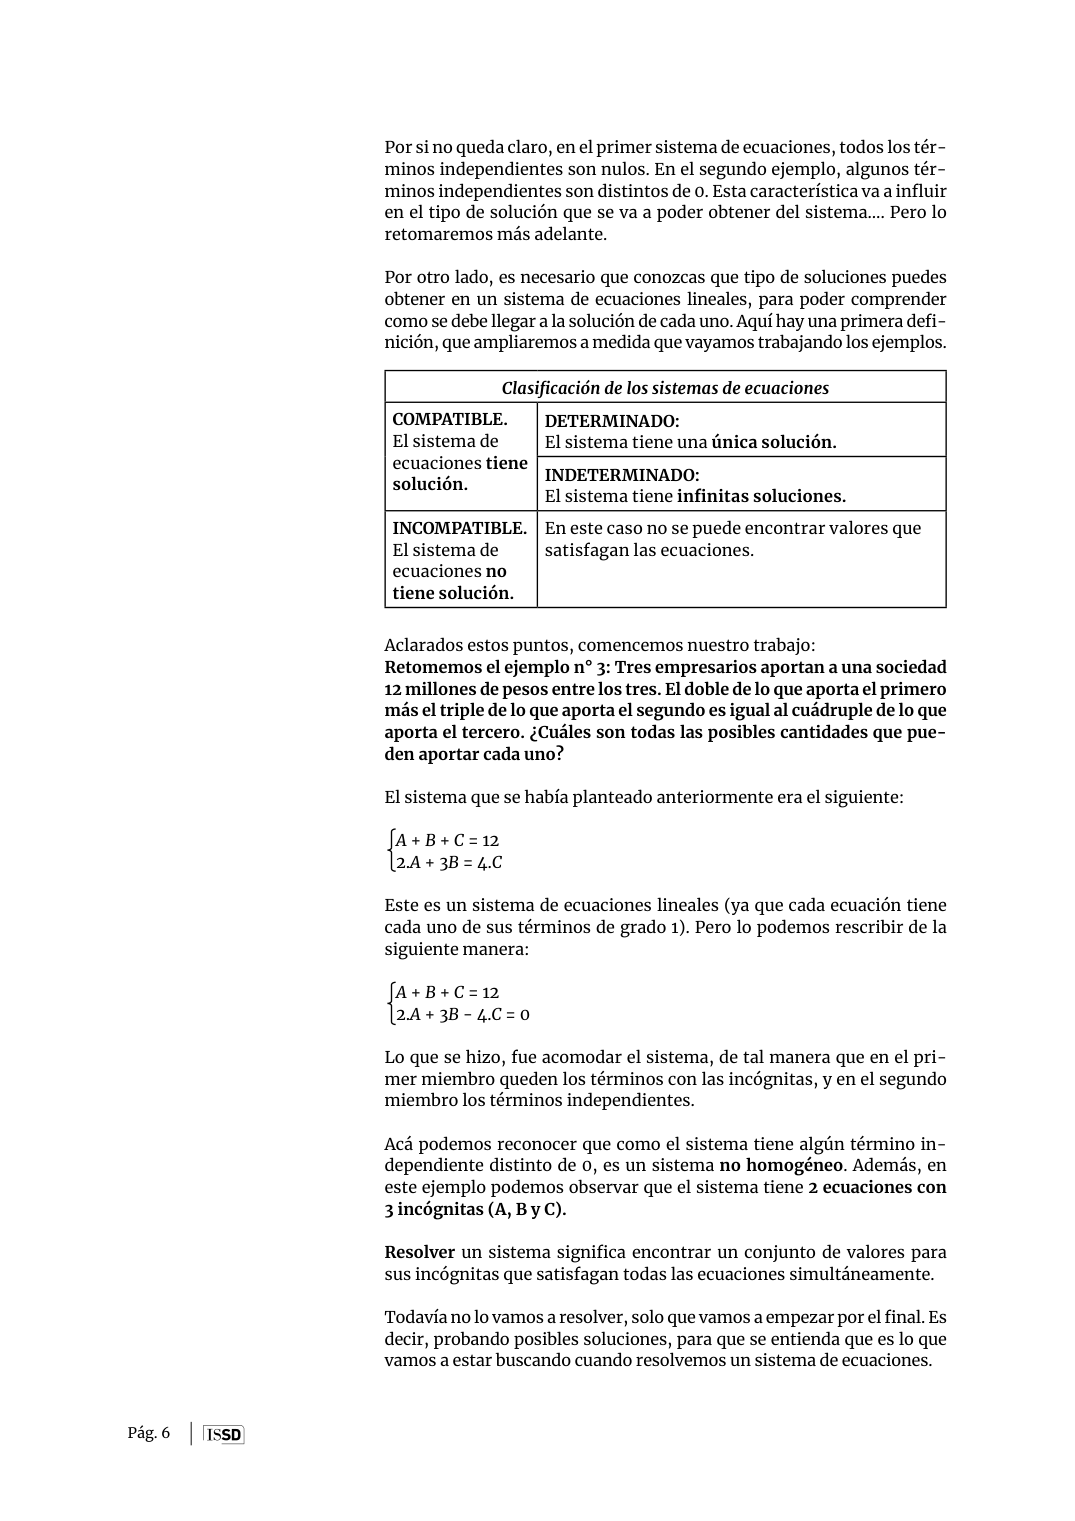 Por si no queda claro, en el primer sistema de ecuaciones, todos los tér-
minos independientes son nulos. En el segundo ejemplo, algunos tér-
minos independientes son distintos de 0. Esta característica va a influir
en el tipo de solución que se va a poder obtener del sistema.... Pero lo
retomaremos más adelante.
Por otro lado, es necesario que conozcas que tipo de soluciones puedes
obtener en un sistema de ecuaciones lineales, para poder comprender
como se debe llegar a la solución de cada uno. Aquí hay una primera defi-
nición, que ampliaremos a medida que vayamos trabajando los ejemplos.
Clasificación de los sistemas de ecuaciones
COMPATIBLE.
El sistema de
ecuaciones tiene
solución.
DETERMINADO:
El sistema tiene una única solución.
INDETERMINADO:
El sistema tiene infinitas soluciones.
INCOMPATIBLE.
El sistema de
ecuaciones no
tiene solución.
En este caso no se puede encontrar valores que
satisfagan las ecuaciones.
Aclarados estos puntos, comencemos nuestro trabajo:
Retomemos el ejemplo n° 3: Tres empresarios aportan a una sociedad
12 millones de pesos entre los tres. El doble de lo que aporta el primero
más el triple de lo que aporta el segundo es igual al cuádruple de lo que
aporta el tercero. ¿Cuáles son todas las posibles cantidades que pue-
den aportar cada uno?
El sistema que se había planteado anteriormente era el siguiente:
A + B + C = 12
2.A + 3B = 4.C
Este es un sistema de ecuaciones lineales (ya que cada ecuación tiene
cada uno de sus términos de grado 1). Pero lo podemos rescribir de la
siguiente manera:
A + B + C = 12
2.A + 3B - 4.C = 0
Lo que se hizo, fue acomodar el sistema, de tal manera que en el pri-
mer miembro queden los términos con las incógnitas, y en el segundo
miembro los términos independientes.
Acá podemos reconocer que como el sistema tiene algún término in-
dependiente distinto de 0, es un sistema no homogéneo. Además, en
este ejemplo podemos observar que el sistema tiene 2 ecuaciones con
3 incógnitas (A, B y C).
Resolver un sistema significa encontrar un conjunto de valores para
sus incógnitas que satisfagan todas las ecuaciones simultáneamente.
Todavía no lo vamos a resolver, solo que vamos a empezar por el final. Es
decir, probando posibles soluciones, para que se entienda que es lo que
vamos a estar buscando cuando resolvemos un sistema de ecuaciones.
Pág. 6
ISSD